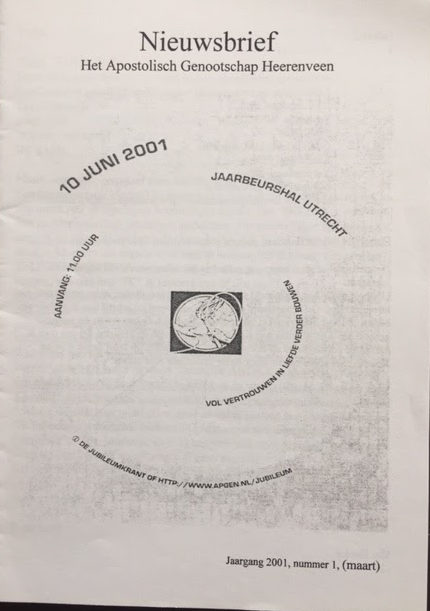 Nieuwsbrief
Het Apostolisch Genootschap Heerenveen
10 JUNI 2001
JAARBEURSHAL UTRECHT
AANVANG: 11.00 UUR
VOL VERTROUWEN IN LIEFDE VERDER BOUWEN
DE JUBILEUMKRANT OF HTTP://WWW.APGEN.NL/JUBILEUM
Jaargang 2001, nummer 1, (maart)